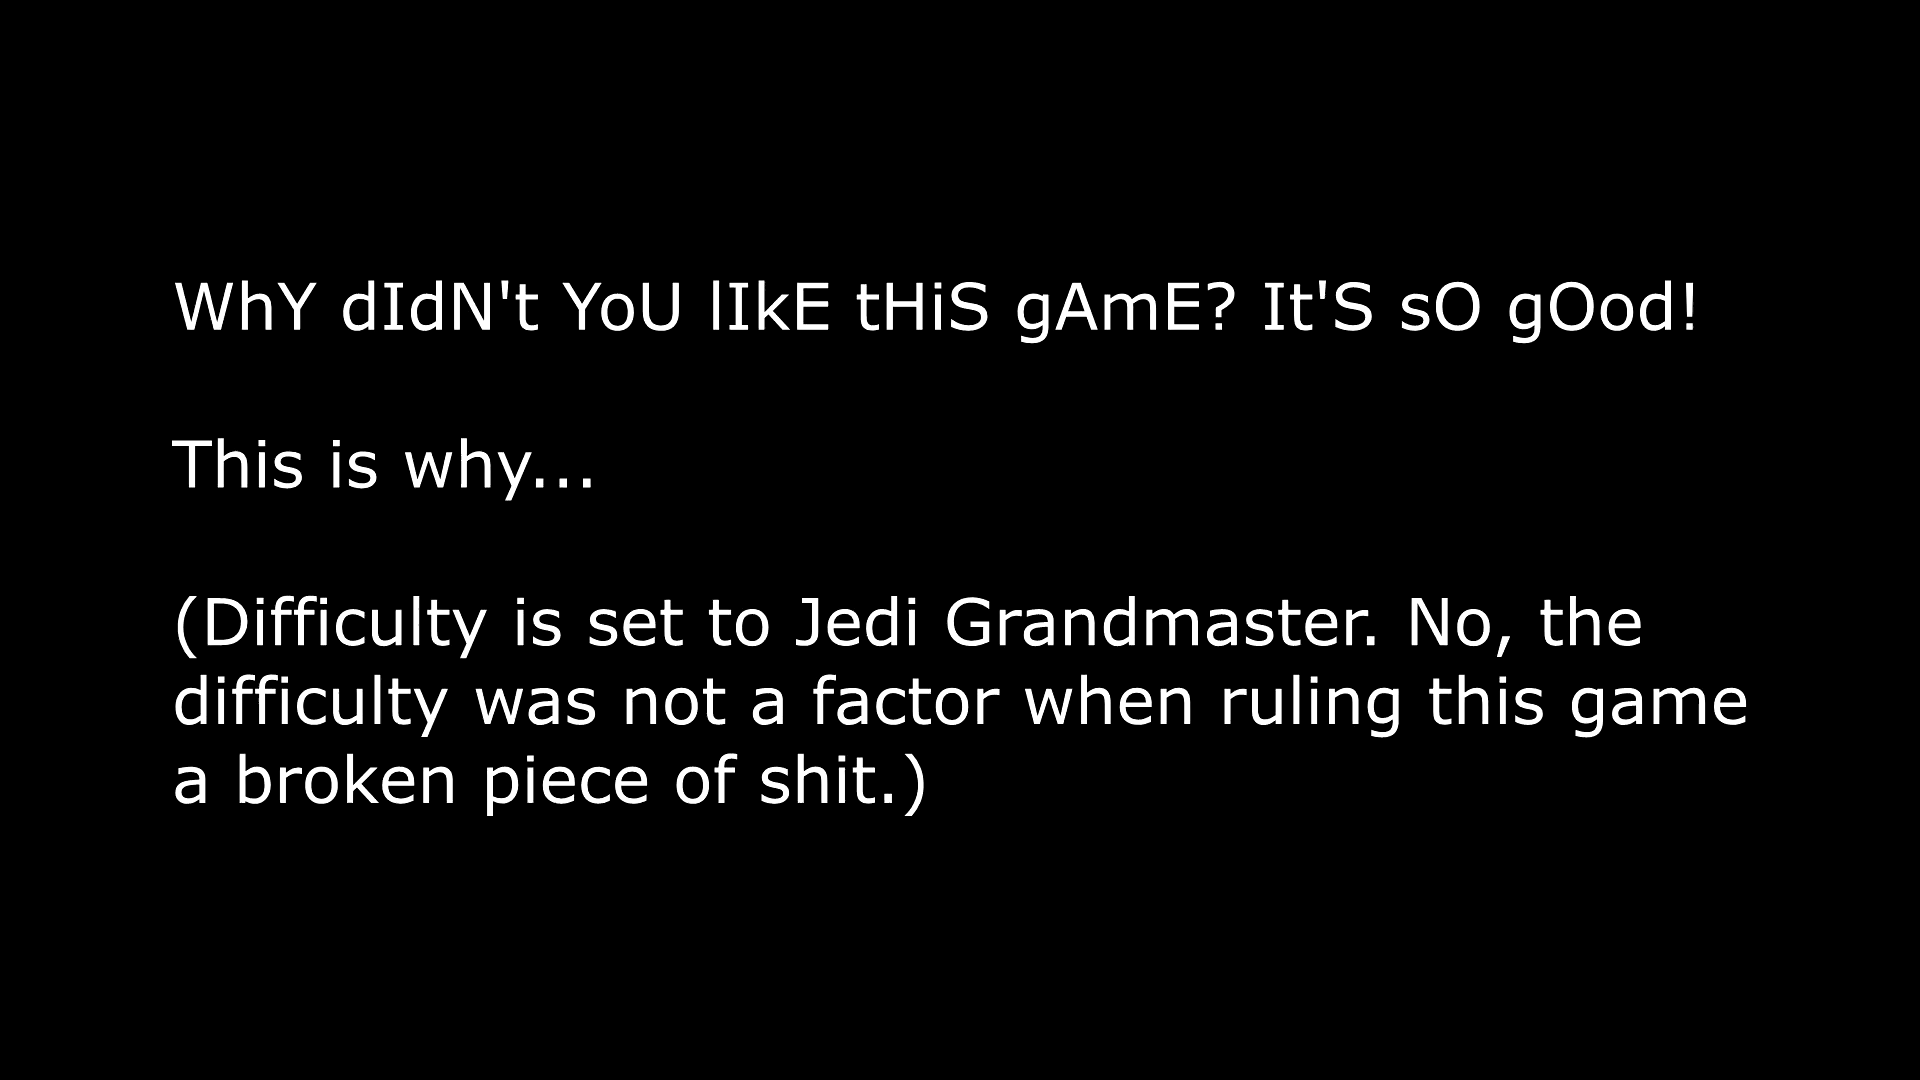 WhY dIdN't YoU lIkE tHiS gAmE? It'S sO gOod!
This is why...
(Difficulty is set to Jedi Grandmaster. No, the
difficulty was not a factor when ruling this game
a broken piece of shit.)